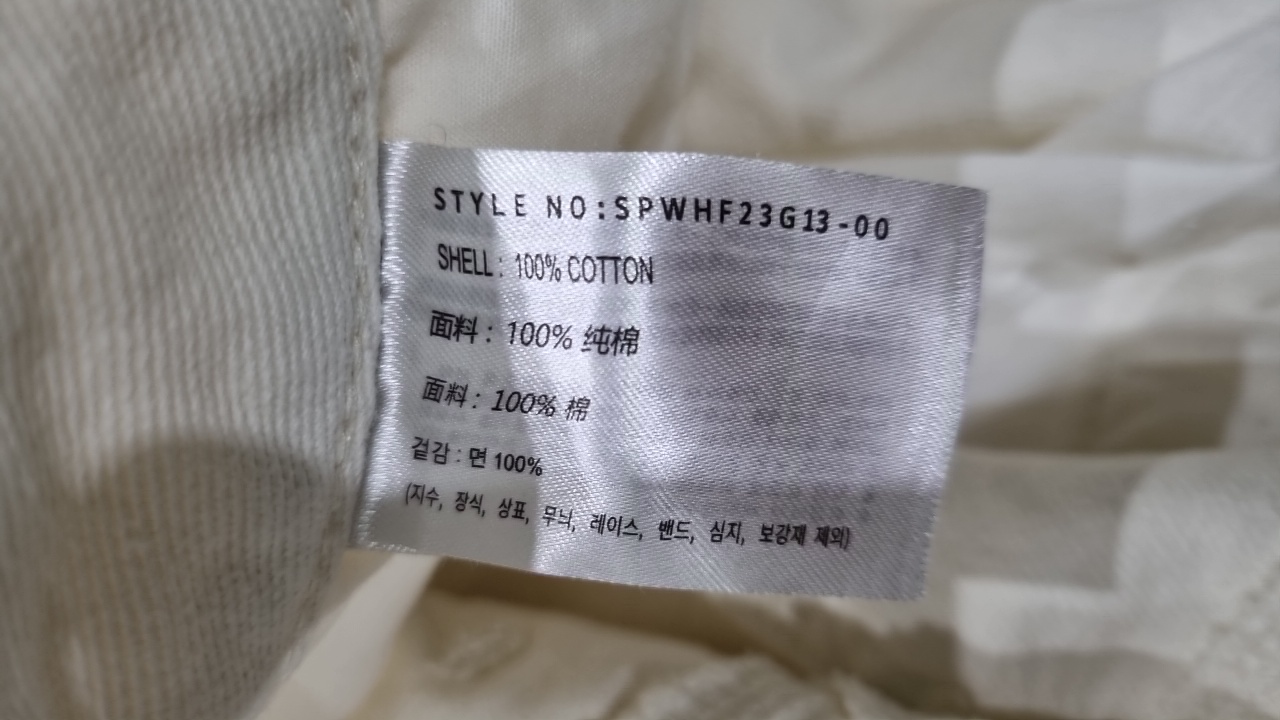 STYLE NO:SPWHF23G13-00
SHELL: 100% COTTON
面料: 100% 纯棉
面料: 100% 棉
겉감: 면 100%
(지수, 장식, 상표, 무늬, 레이스, 밴드, 심지, 보강재 제외)